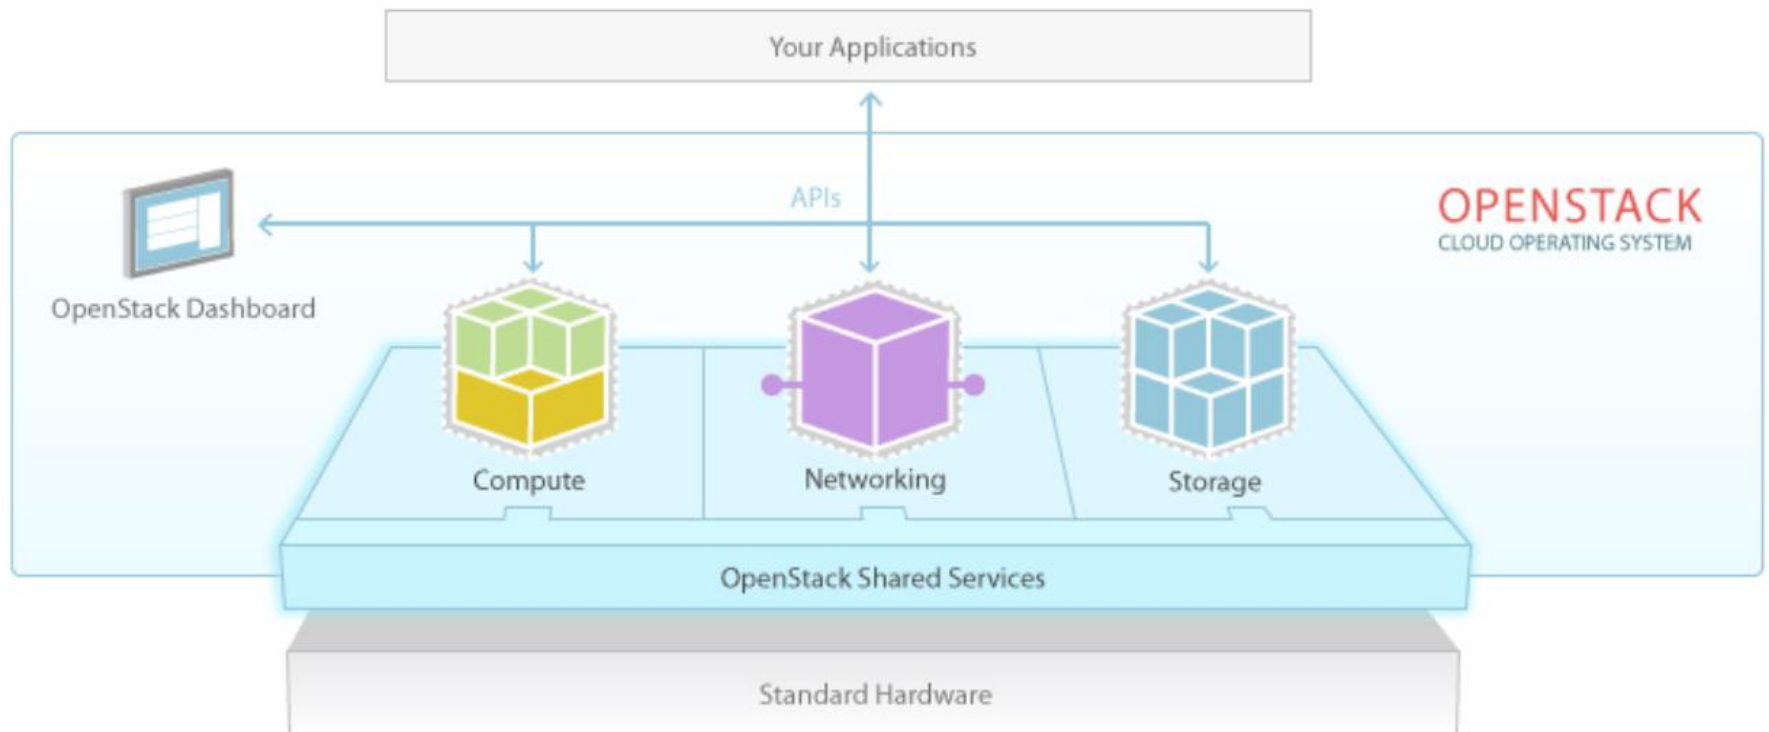 Your Applications
APIs
OPENSTACK
CLOUD OPERATING SYSTEM
OpenStack Dashboard
Compute
Networking
Storage
OpenStack Shared Services
Standard Hardware